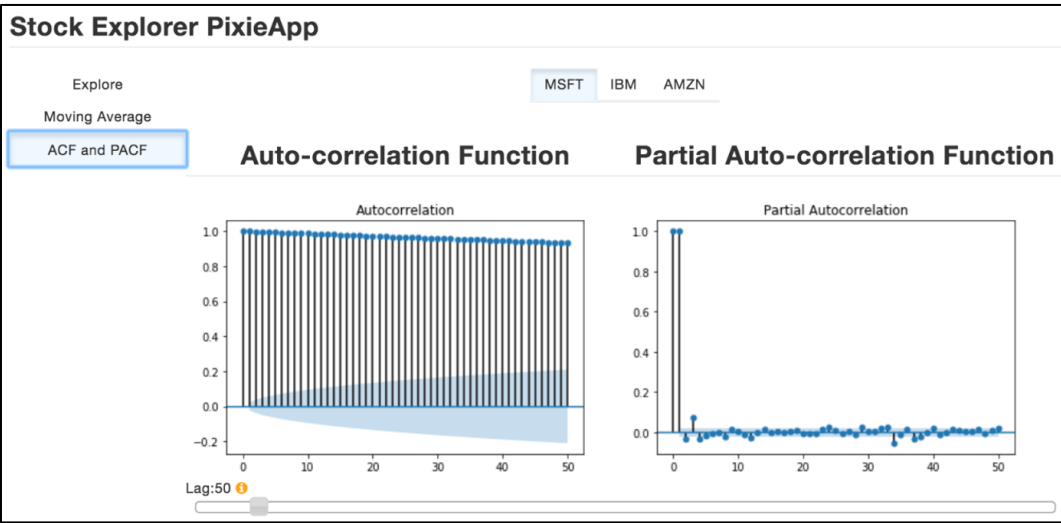 Stock Explorer PixieApp
Explore
MSFT IBM AMZN
Moving Average
ACF and PACF
Auto-correlation Function
Partial Auto-correlation Function
Autocorrelation
1.0
0.8
0.6
0.4
0.2
0.0
−0.2
0 10 20 30 40 50
Partial Autocorrelation
1.0
0.8
0.6
0.4
0.2
0.0
0 10 20 30 40 50
Lag:50